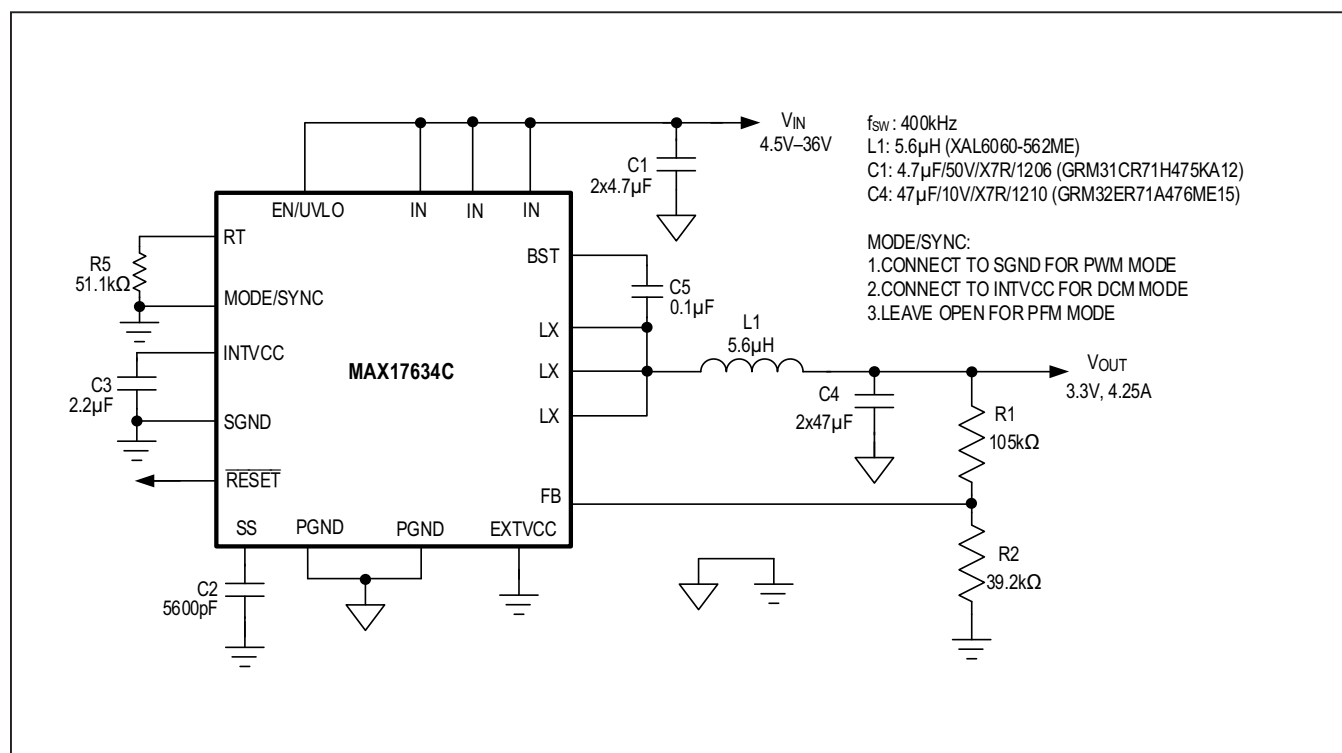 VIN
4.5V–36V
fSW : 400kHz
L1: 5.6µH (XAL6060-562ME)
C1: 4.7µF/50V/X7R/1206 (GRM31CR71H475KA12)
C4: 47µF/10V/X7R/1210 (GRM32ER71A476ME15)
MODE/SYNC:
1.CONNECT TO SGND FOR PWM MODE
2.CONNECT TO INTVCC FOR DCM MODE
3.LEAVE OPEN FOR PFM MODE
C1
2x4.7µF
EN/UVLO
IN
IN
IN
RT
R5
51.1kΩ
MODE/SYNC
INTVCC
C3
2.2µF
SGND
RESET
MAX17634C
BST
C5
0.1µF
LX
LX
LX
L1
5.6µH
VOUT
3.3V, 4.25A
C4
2x47µF
R1
105kΩ
FB
R2
39.2kΩ
SS
PGND
PGND
EXTVCC
C2
5600pF